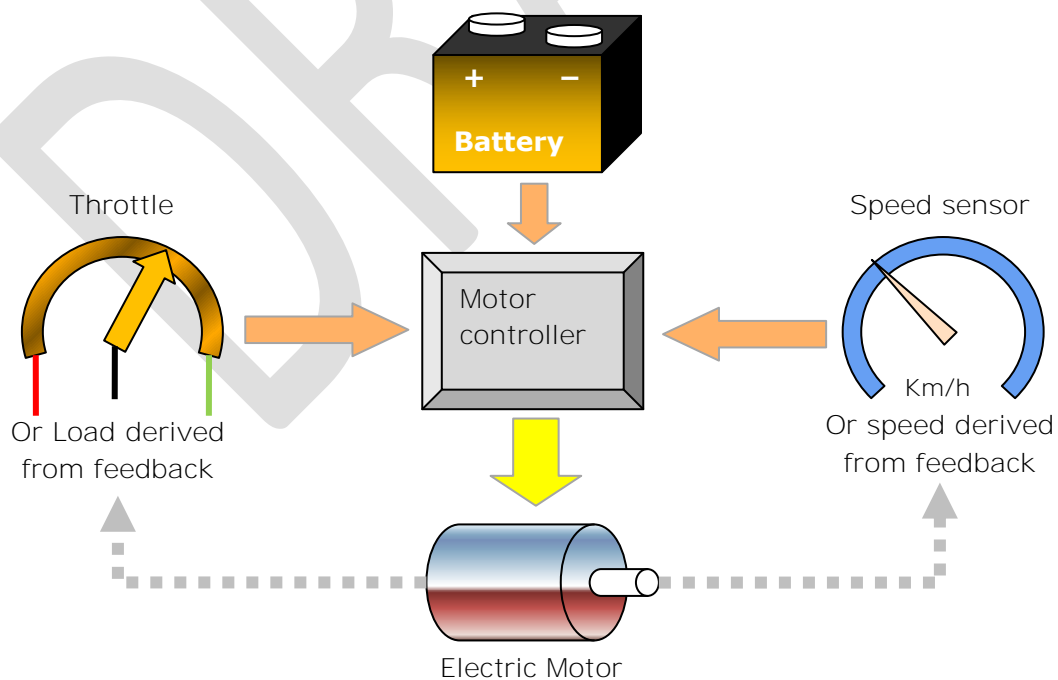 + −
Battery
Throttle
Speed sensor
Motor
controller
Km/h
Or Load derived
from feedback
Or speed derived
from feedback
Electric Motor